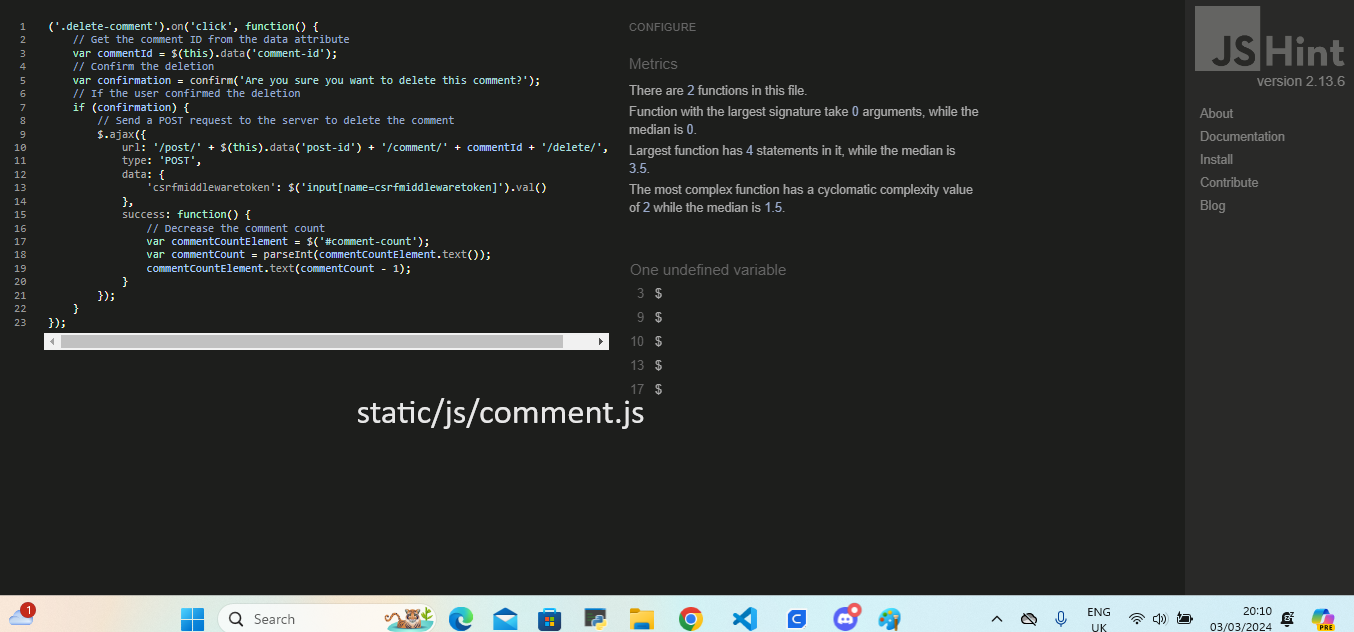 1 ('.delete-comment').on('click', function() {
2 // Get the comment ID from the data attribute
3 var commentId = $(this).data('comment-id');
4 // Confirm the deletion
5 var confirmation = confirm('Are you sure you want to delete this comment?');
6 // If the user confirmed the deletion
7 if (confirmation) {
8 // Send a POST request to the server to delete the comment
9 $.ajax({
10 url: '/post/' + $(this).data('post-id') + '/comment/' + commentId + '/delete/',
11 type: 'POST',
12 data: {
13 'csrfmiddlewaretoken': $('input[name=csrfmiddlewaretoken]').val()
14 },
15 success: function() {
16 // Decrease the comment count
17 var commentCountElement = $('#comment-count');
18 var commentCount = parseInt(commentCountElement.text());
19 commentCountElement.text(commentCount - 1);
20 }
21 });
22 }
23 });
static/js/comment.js
CONFIGURE
Metrics
There are 2 functions in this file.
Function with the largest signature take 0 arguments, while the
median is 0.
Largest function has 4 statements in it, while the median is
3.5.
The most complex function has a cyclomatic complexity value
of 2 while the median is 1.5.
One undefined variable
3 $
9 $
10 $
13 $
17 $
JSHint
version 2.13.6
About
Documentation
Install
Contribute
Blog
1
Search
ENG
UK
20:10
03/03/2024
PRE